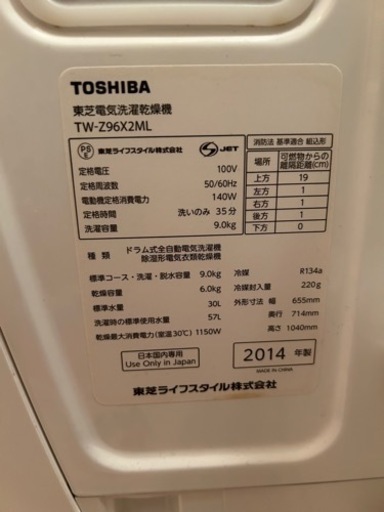 TOSHIBA
東芝電気洗濯乾燥機
TW-Z96X2ML
PS E 東芝ライフスタイル株式会社 S-JET
定格電圧 100V
定格周波数 50/60Hz
電動機定格消費電力 140W
定格時間 洗いのみ 35分
洗濯容量 9.0kg
消防法 基準適合 組込形
場所 可燃物からの離隔距離(cm)
上方 19
左方 1
右方 1
後方 1
下方 0
種類 ドラム式全自動電気洗濯機
除湿形電気衣類乾燥機
標準コース・洗濯・脱水容量 9.0kg
乾燥容量 6.0kg
標準水量 30L
洗濯時の標準使用水量 57L
乾燥最大消費電力(室温30℃) 1150W
冷媒 R134a
冷媒封入量 220g
外形寸法 幅 655mm
奥行 714mm
高さ 1040mm
日本国内専用
Use Only in Japan
2014 年製
MADE IN CHINA
東芝ライフスタイル株式会社